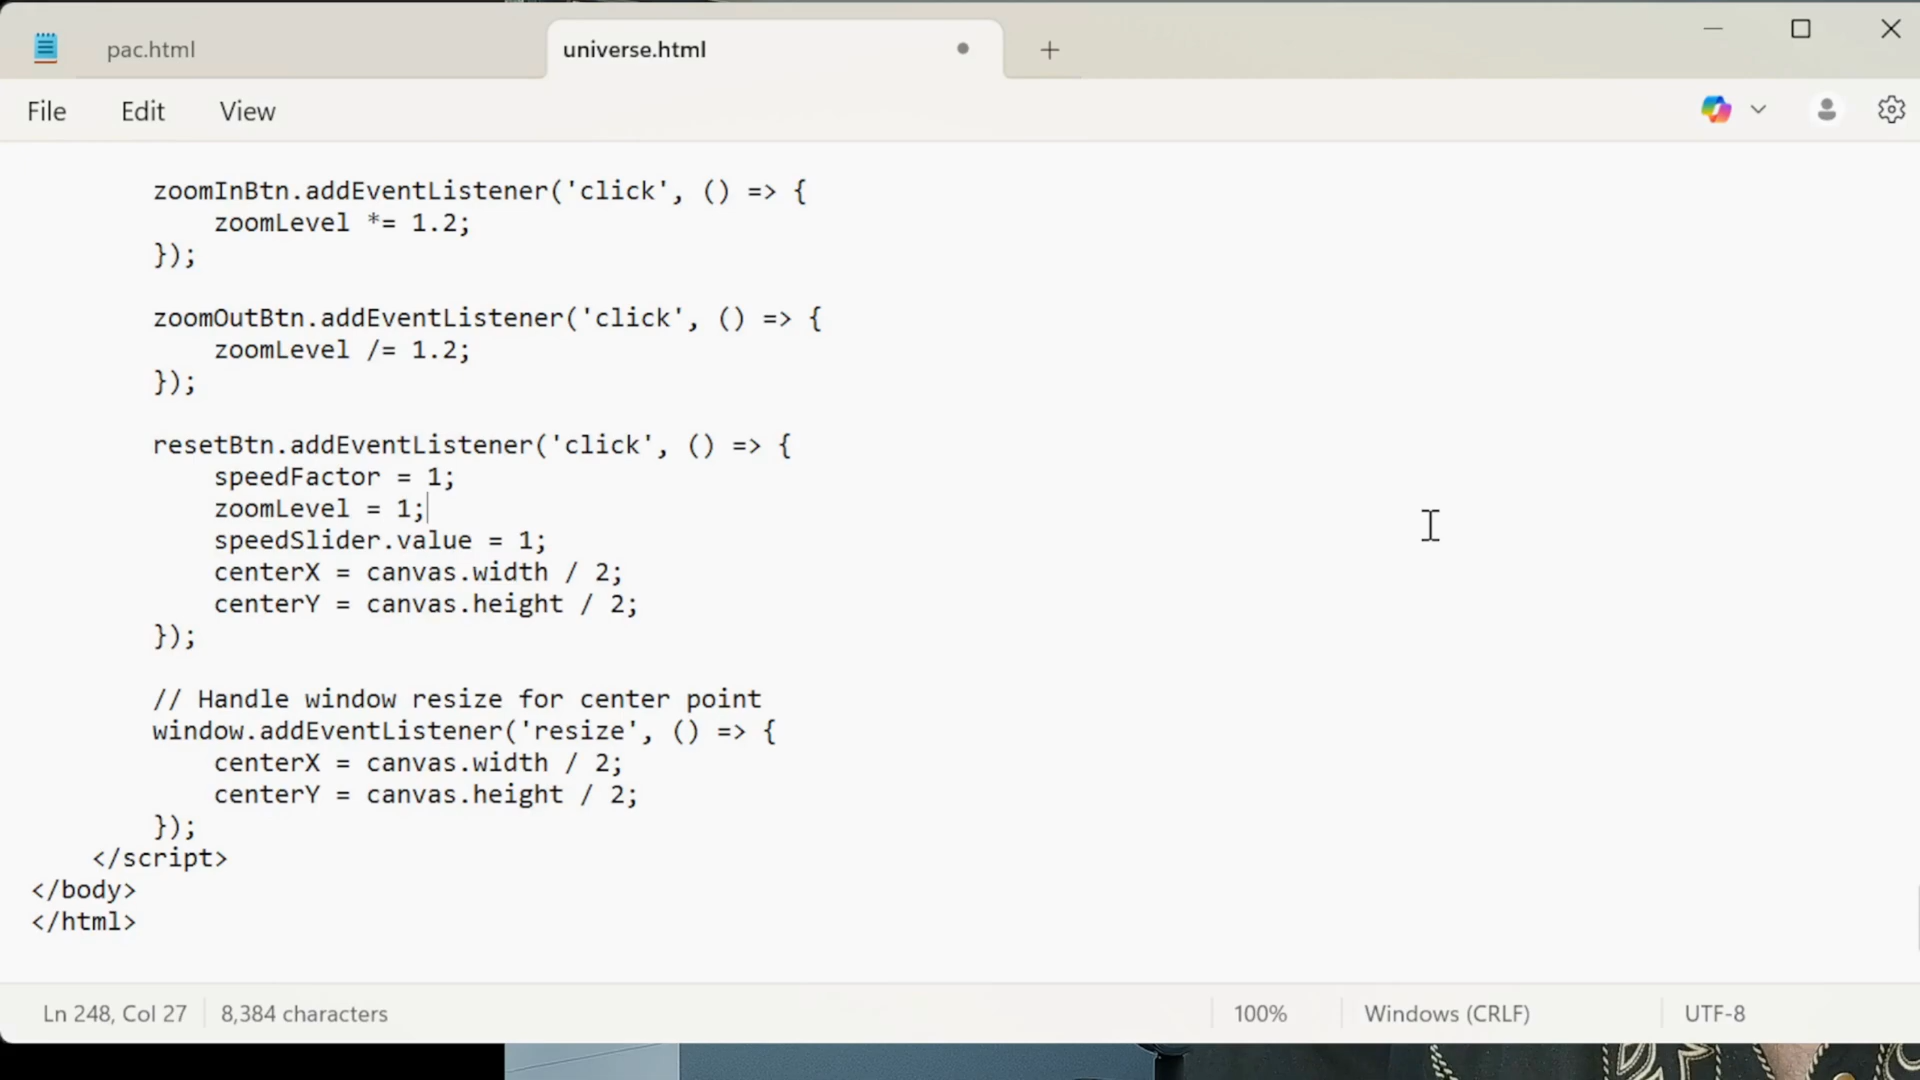 pac.html
universe.html
File Edit View
zoomInBtn.addEventListener('click', () => {
zoomLevel *= 1.2;
});
zoomOutBtn.addEventListener('click', () => {
zoomLevel /= 1.2;
});
resetBtn.addEventListener('click', () => {
speedFactor = 1;
zoomLevel = 1;
speedSlider.value = 1;
centerX = canvas.width / 2;
centerY = canvas.height / 2;
});
// Handle window resize for center point
window.addEventListener('resize', () => {
centerX = canvas.width / 2;
centerY = canvas.height / 2;
});
</script>
</body>
</html>
Ln 248, Col 27 8,384 characters 100% Windows (CRLF) UTF-8